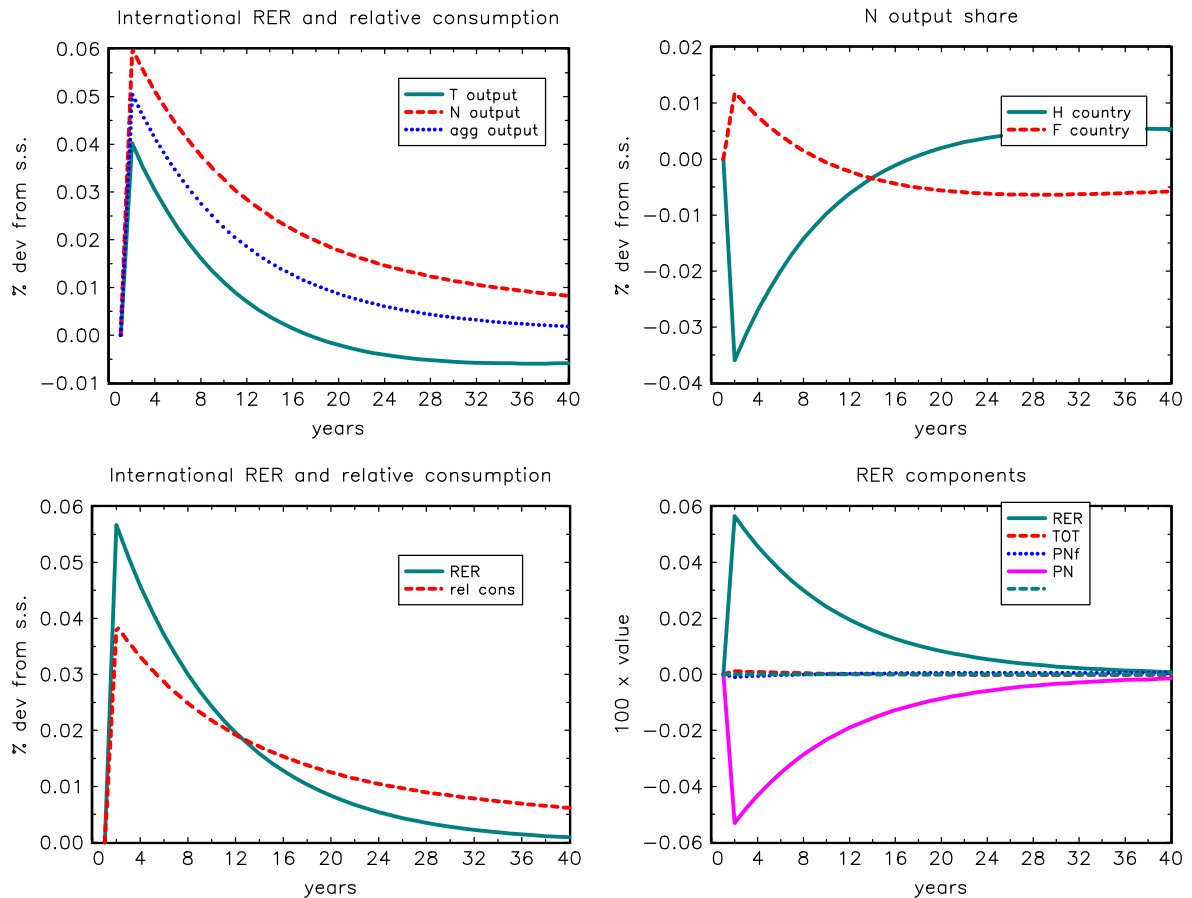 International RER and relative consumption
0.06
0.05
0.04
0.03
0.02
0.01
0.00
−0.01
% dev from s.s.
T output
N output
agg output
0 4 8 12 16 20 24 28 32 36 40
years
N output share
0.02
0.01
0.00
−0.01
−0.02
−0.03
−0.04
% dev from s.s.
H country
F country
0 4 8 12 16 20 24 28 32 36 40
years
International RER and relative consumption
0.06
0.05
0.04
0.03
0.02
0.01
0.00
% dev from s.s.
RER
rel cons
0 4 8 12 16 20 24 28 32 36 40
years
RER components
0.06
0.04
0.02
0.00
−0.02
−0.04
−0.06
100 x value
RER
TOT
PNf
PN
0 4 8 12 16 20 24 28 32 36 40
years